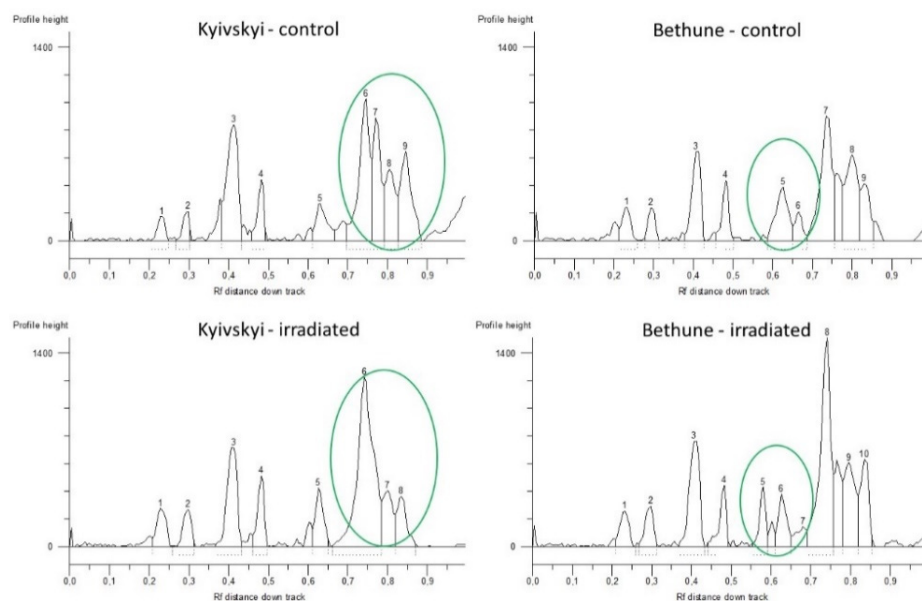 Profile height
Kyivskyi - control
1400
6
3
7
9
8
4
5
2
1
0
0,0 0,1 0,2 0,3 0,4 0,5 0,6 0,7 0,8 0,9
Rf distance down track
Profile height
Bethune - control
1400
7
3
8
5
4
9
1
2
6
0
0,0 0,1 0,2 0,3 0,4 0,5 0,6 0,7 0,8 0,9
Rf distance down track
Profile height
Kyivskyi - irradiated
1400
6
3
4
5
7
8
1
2
0
0,0 0,1 0,2 0,3 0,4 0,5 0,6 0,7 0,8 0,9
Rf distance down track
Profile height
Bethune - irradiated
8
1400
3
9
10
4
5
6
2
1
7
0
0,0 0,1 0,2 0,3 0,4 0,5 0,6 0,7 0,8 0,9
Rf distance down track